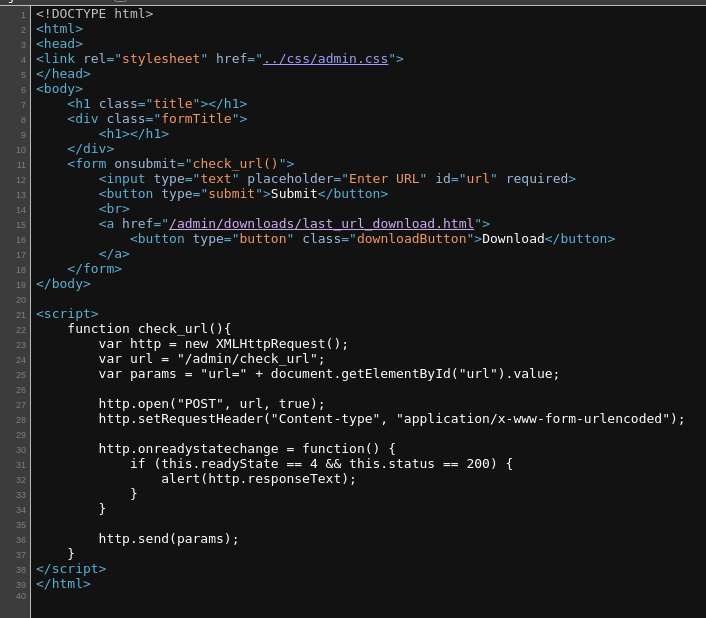 1 <!DOCTYPE html>
2 <html>
3 <head>
4 <link rel="stylesheet" href="../css/admin.css">
5 </head>
6 <body>
7     <h1 class="title"></h1>
8     <div class="formTitle">
9         <h1></h1>
10     </div>
11     <form onsubmit="check_url()">
12         <input type="text" placeholder="Enter URL" id="url" required>
13         <button type="submit">Submit</button>
14         <br>
15         <a href="/admin/downloads/last_url_download.html">
16             <button type="button" class="downloadButton">Download</button>
17         </a>
18     </form>
19 </body>
20
21 <script>
22     function check_url(){
23         var http = new XMLHttpRequest();
24         var url = "/admin/check_url";
25         var params = "url=" + document.getElementById("url").value;
26
27         http.open("POST", url, true);
28         http.setRequestHeader("Content-type", "application/x-www-form-urlencoded");
29
30         http.onreadystatechange = function() {
31             if (this.readyState == 4 && this.status == 200) {
32                 alert(http.responseText);
33             }
34         }
35
36         http.send(params);
37     }
38 </script>
39 </html>
40